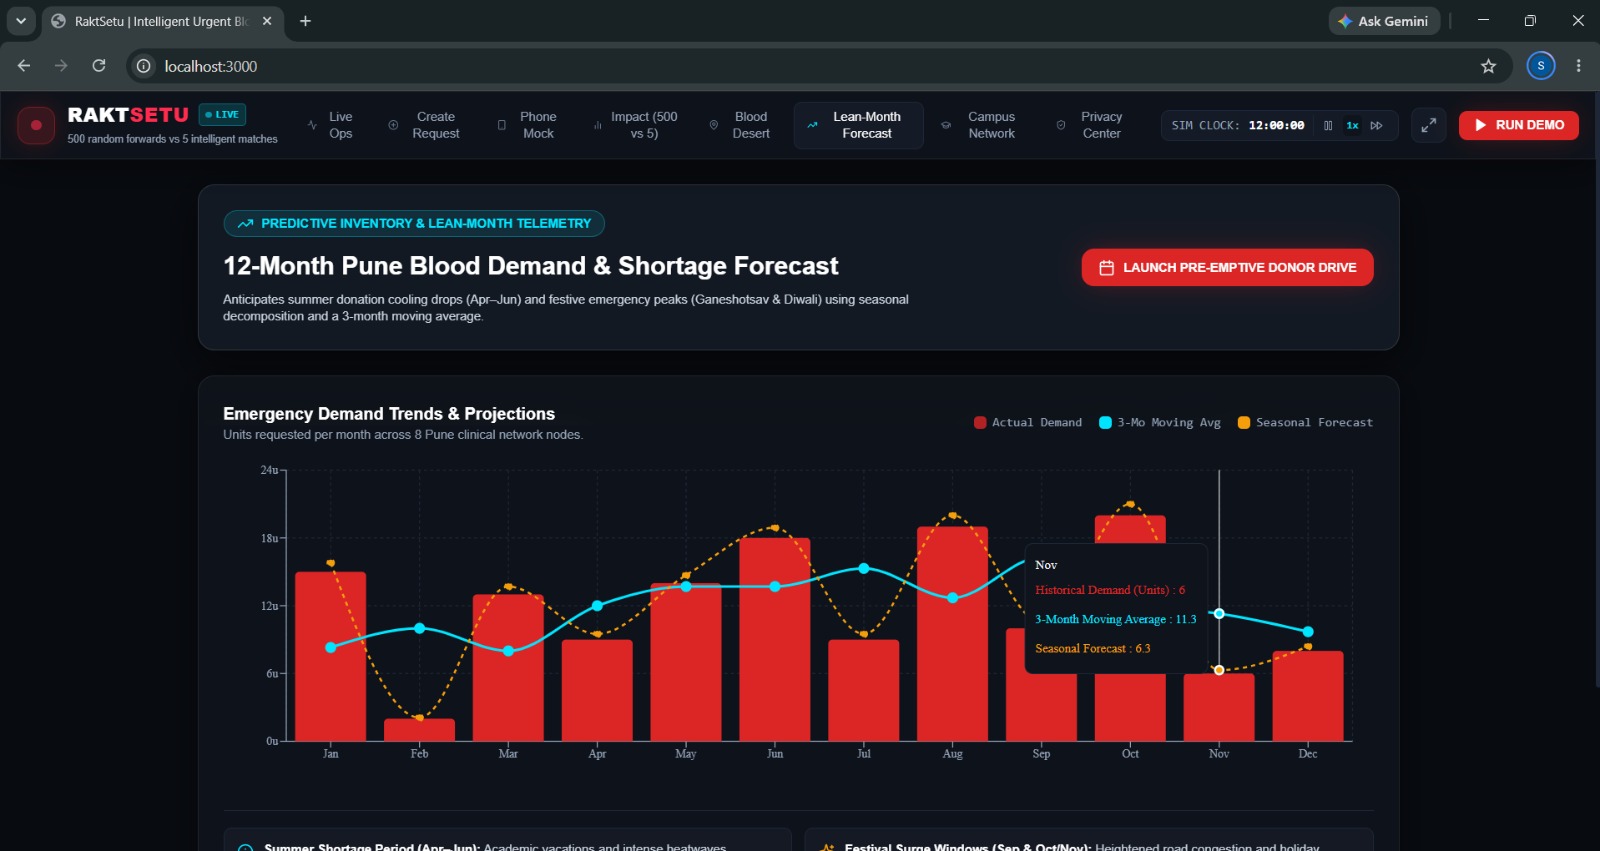 RaktSetu | Intelligent Urgent Blo
Ask Gemini
localhost:3000
S
RAKTSETU
LIVE
500 random forwards vs 5 intelligent matches
Live
Ops
Create
Request
Phone
Mock
Impact (500
vs 5)
Blood
Desert
Lean-Month
Forecast
Campus
Network
Privacy
Center
SIM CLOCK: 12:00:00
1x
RUN DEMO
PREDICTIVE INVENTORY & LEAN-MONTH TELEMETRY
12-Month Pune Blood Demand & Shortage Forecast
Anticipates summer donation cooling drops (Apr–Jun) and festive emergency peaks (Ganeshotsav & Diwali) using seasonal
decomposition and a 3-month moving average.
LAUNCH PRE-EMPTIVE DONOR DRIVE
Emergency Demand Trends & Projections
Units requested per month across 8 Pune clinical network nodes.
Actual Demand
3-Mo Moving Avg
Seasonal Forecast
24u
18u
12u
6u
0u
Nov
Historical Demand (Units) : 6
3-Month Moving Average : 11.3
Seasonal Forecast : 6.3
Jan
Feb
Mar
Apr
May
Jun
Jul
Aug
Sep
Oct
Nov
Dec
Summer Shortage Period (Apr–Jun): Academic vacations and intense heatwaves
Festival Surge Windows (Sep & Oct/Nov): Heightened road congestion and holiday